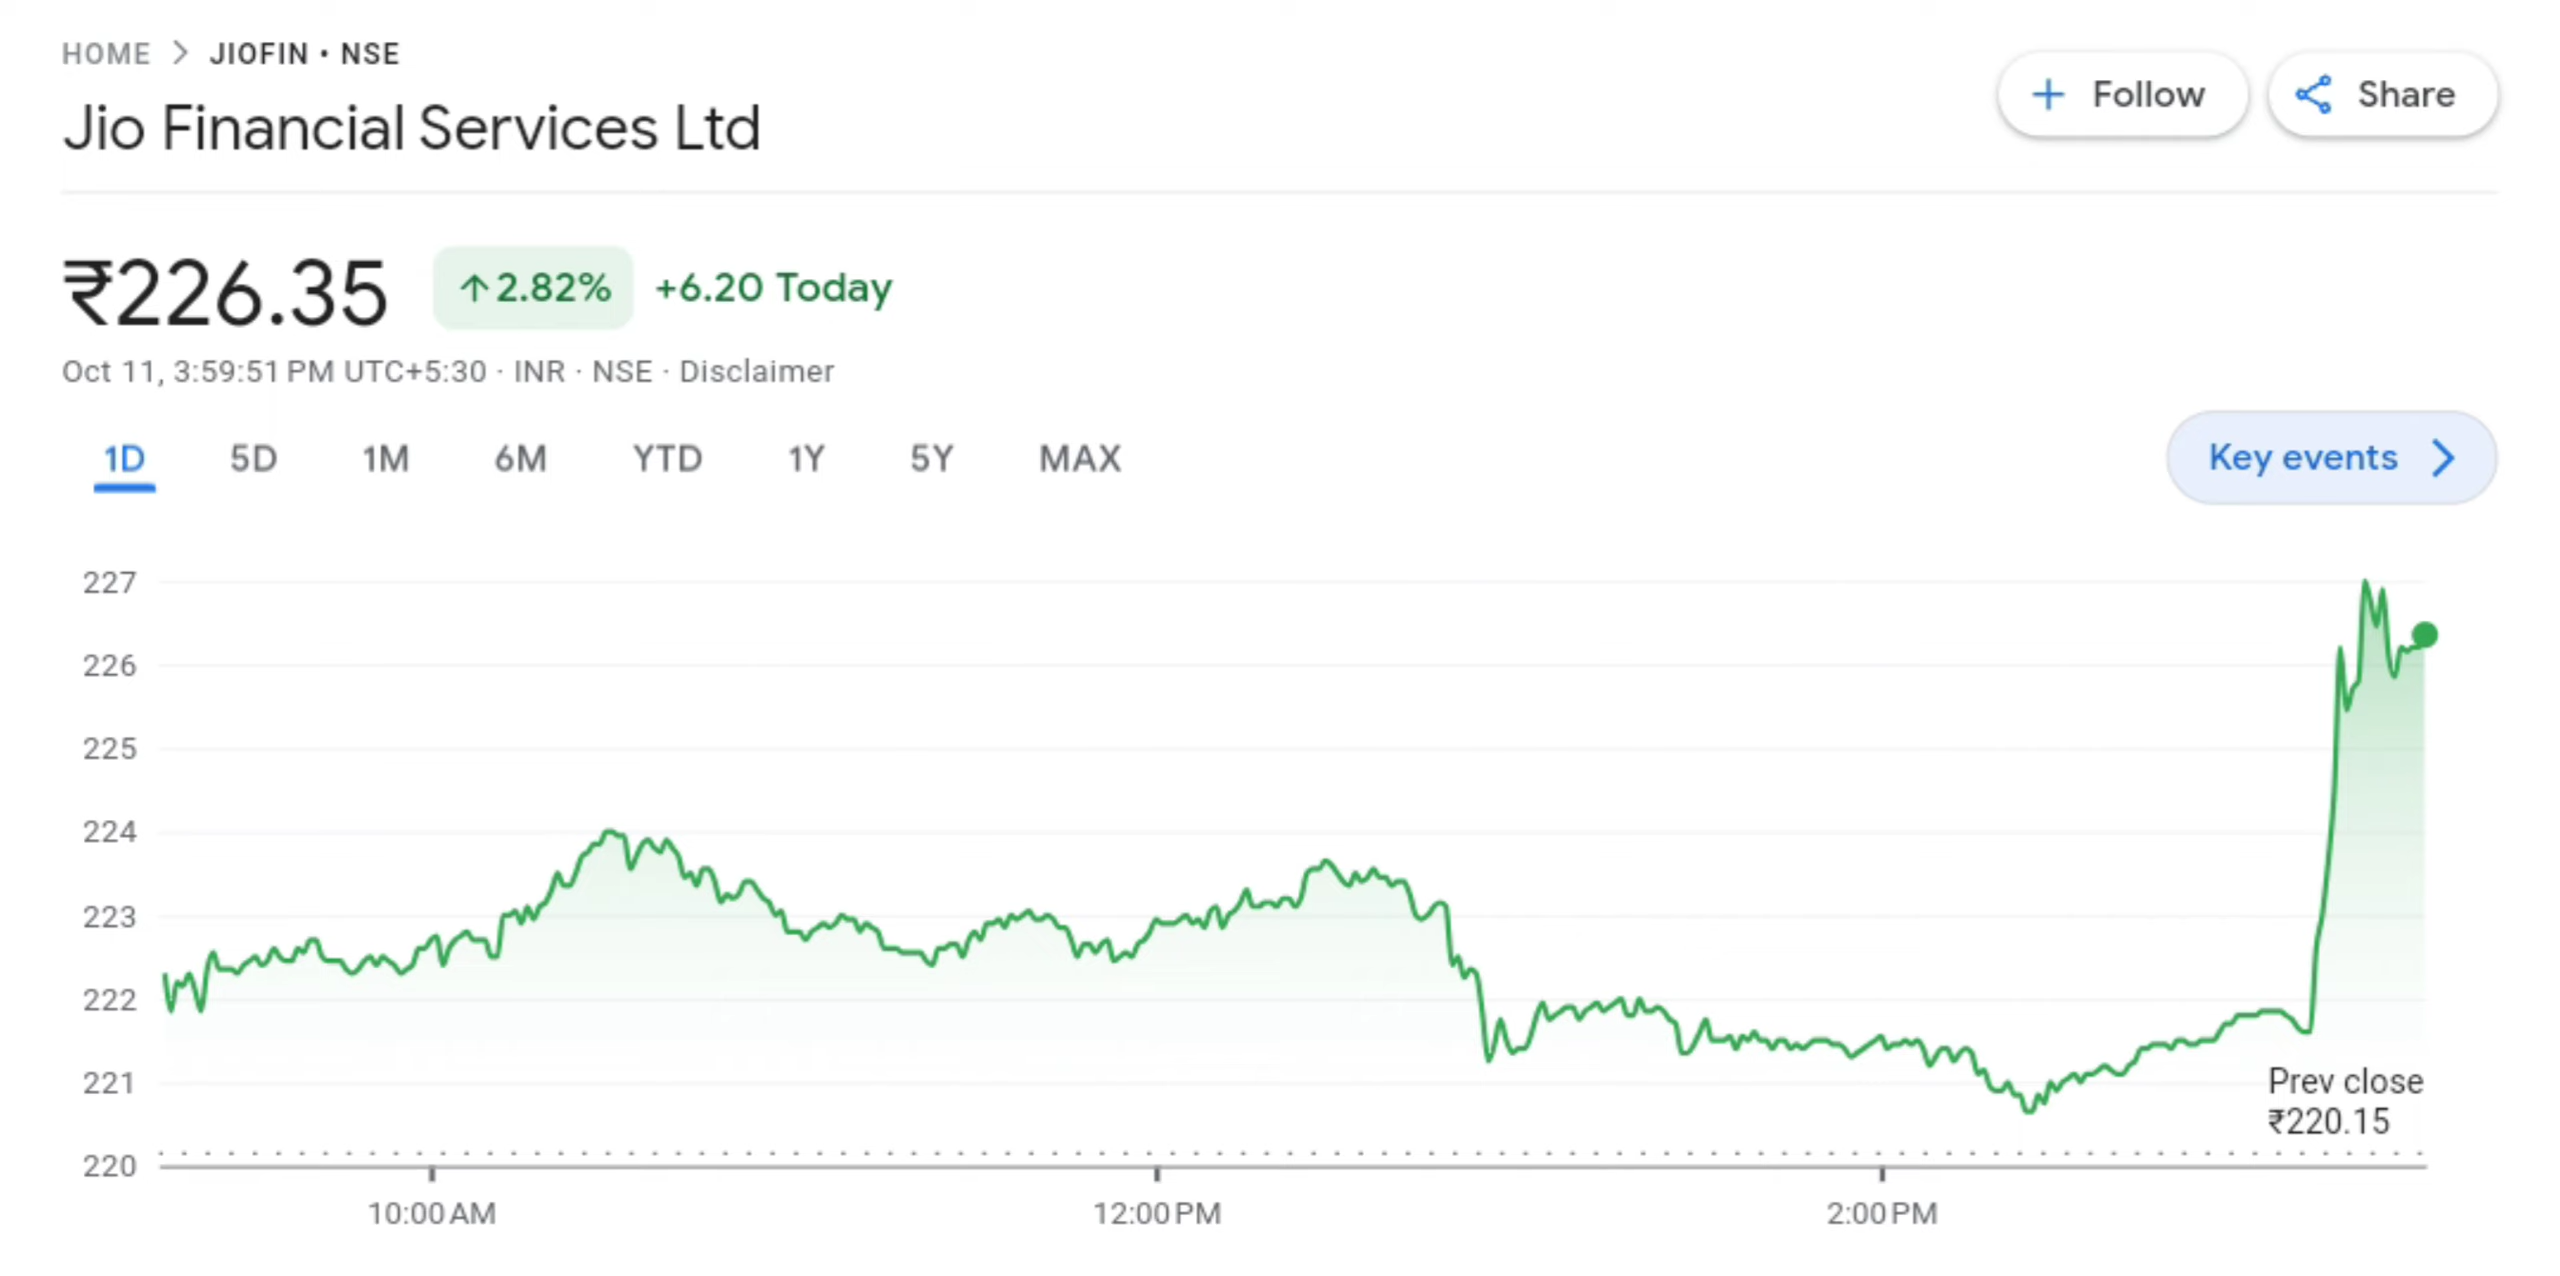 HOME > JIOFIN • NSE
Jio Financial Services Ltd
Follow
Share
₹226.35 ↑2.82% +6.20 Today
Oct 11, 3:59:51 PM UTC+5:30 · INR · NSE · Disclaimer
1D 5D 1M 6M YTD 1Y 5Y MAX
Key events
227
226
225
224
223
222
221
220
Prev close
₹220.15
10:00 AM 12:00 PM 2:00 PM